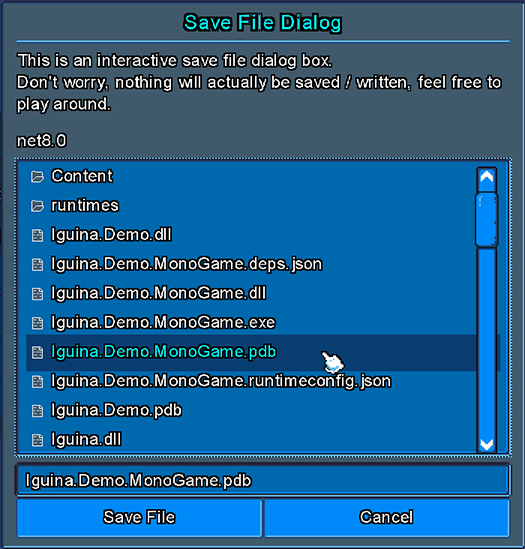 Save File Dialog
This is an interactive save file dialog box.
Don't worry, nothing will actually be saved / written, feel free to
play around.
net8.0
Content
runtimes
Iguina.Demo.dll
Iguina.Demo.MonoGame.deps.json
Iguina.Demo.MonoGame.dll
Iguina.Demo.MonoGame.exe
Iguina.Demo.MonoGame.pdb
Iguina.Demo.MonoGame.runtimeconfig.json
Iguina.Demo.pdb
Iguina.dll
Iguina.Demo.MonoGame.pdb
Save File
Cancel